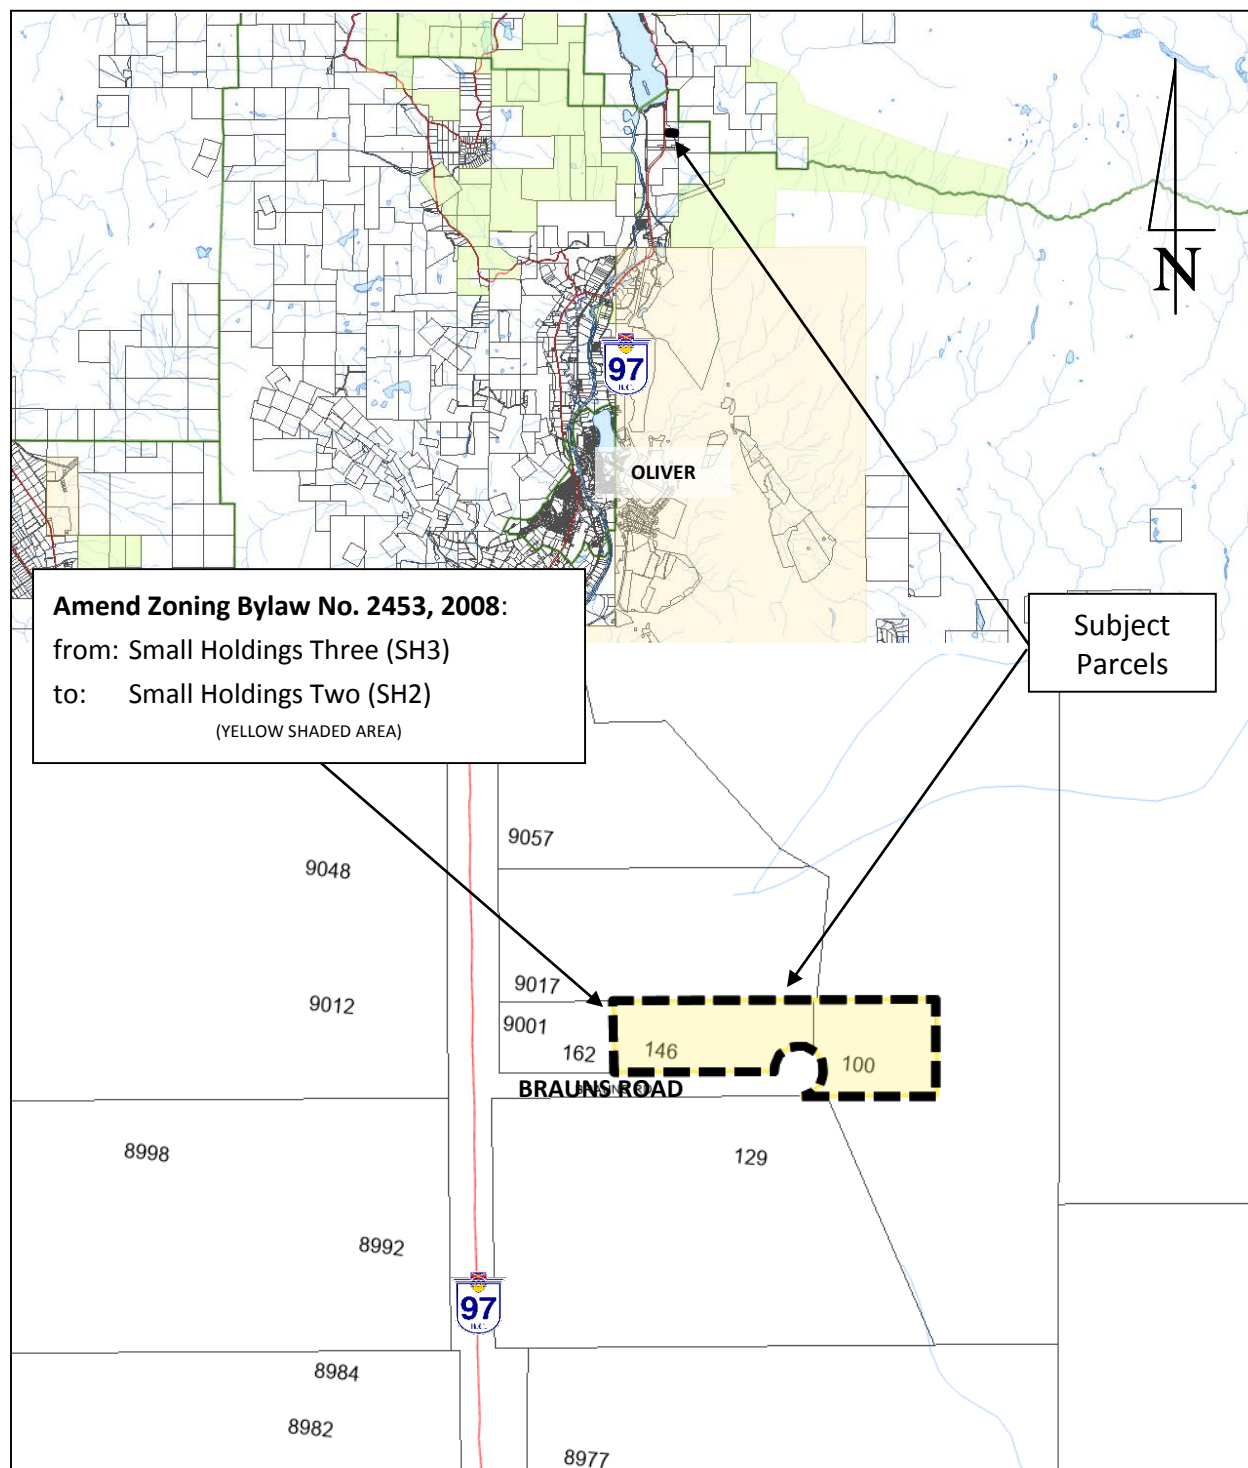 N
97
B.C.
OLIVER
Amend Zoning Bylaw No. 2453, 2008:
from: Small Holdings Three (SH3)
to: Small Holdings Two (SH2)
(YELLOW SHADED AREA)
Subject
Parcels
9057
9048
9017
9012
9001
162
146
100
BRAUNS ROAD
BRAUNS RD
8998
129
8992
97
B.C.
8984
8982
8977